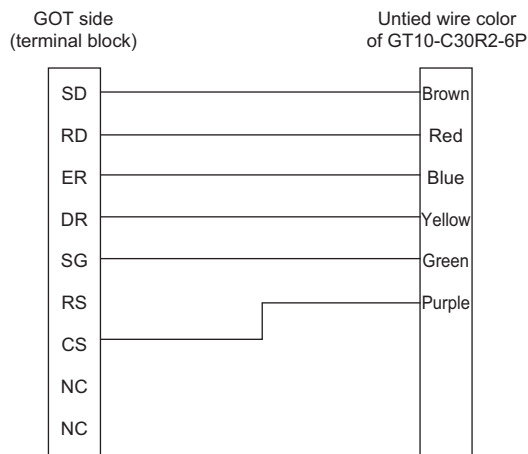 GOT side
(terminal block)
Untied wire color
of GT10-C30R2-6P
SD Brown
RD Red
ER Blue
DR Yellow
SG Green
RS Purple
CS
NC
NC